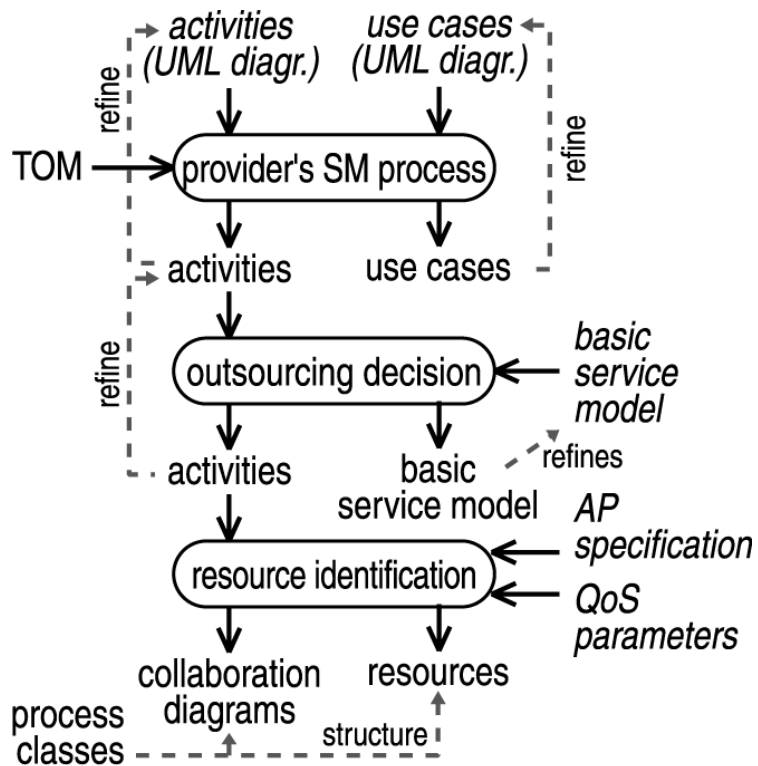 activities
(UML diagr.)
use cases
(UML diagr.)
refine
refine
TOM
provider's SM process
activities
use cases
refine
outsourcing decision
basic
service
model
activities
basic
service model
refines
AP
specification
resource identification
QoS
parameters
collaboration
diagrams
resources
process
classes
structure